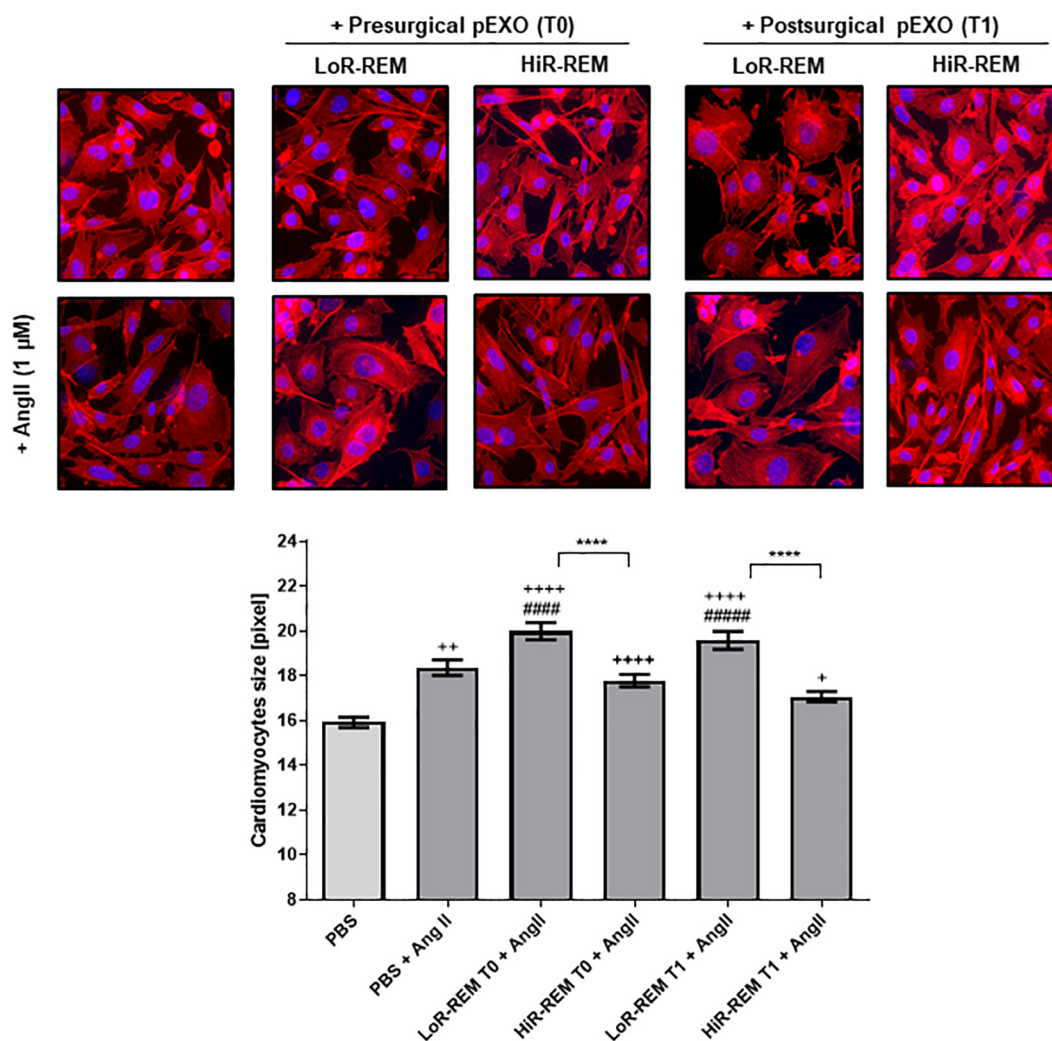 + Presurgical pEXO (T0)
+ Postsurgical pEXO (T1)
LoR-REM
HiR-REM
LoR-REM
HiR-REM
+ AngII (1 µM)
Cardiomyocytes size [pixel]
24
22
20
18
16
14
12
10
8
++
++++
####
****
++++
++++
#####
****
+
PBS
PBS + Ang II
LoR-REM T0 + AngII
HiR-REM T0 + AngII
LoR-REM T1 + AngII
HiR-REM T1 + AngII